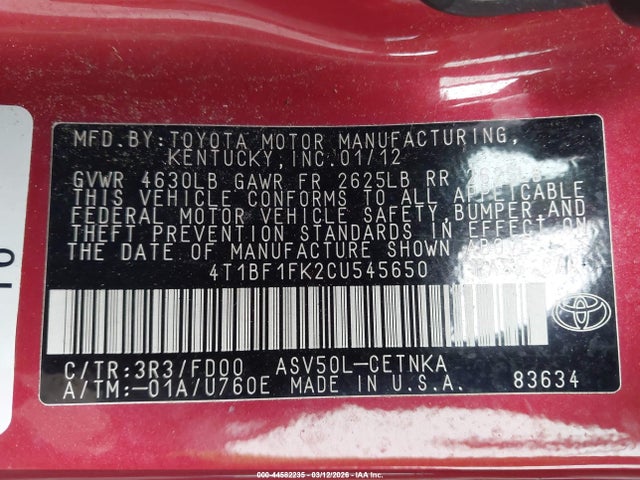 MFD.BY:TOYOTA MOTOR MANUFACTURING,
KENTUCKY,INC.01/12
GVWR 4630LB GAWR FR 2625LB RR
THIS VEHICLE CONFORMS TO ALL APPLICABLE
FEDERAL MOTOR VEHICLE SAFETY,BUMPER,AND
THEFT PREVENTION STANDARDS IN EFFECT ON
THE DATE OF MANUFACTURE SHOWN ABOVE.
4T1BF1FK2CU545650
C/TR:3R3/FD00 ASV50L-CETNKA
A/TM:-01A/U760E MADE IN U.S.A. 83634
000-44582235 - 03/12/2026 - IAA Inc.